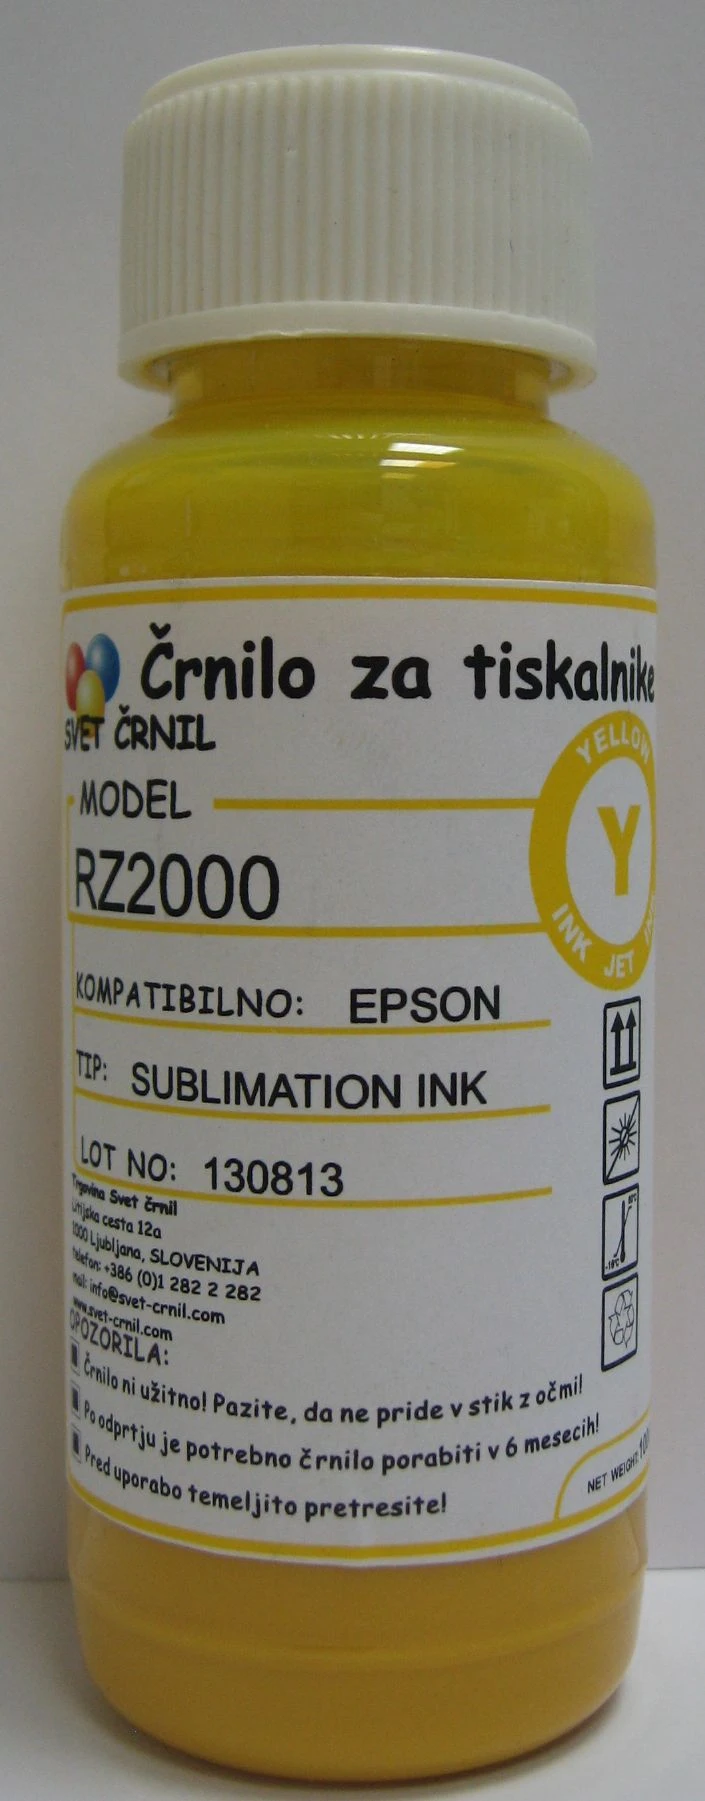 Črnilo za tiskalnike
SVET ČRNIL
YELLOW
Y
INK JET
MODEL
RZ2000
KOMPATIBILNO: EPSON
TIP: SUBLIMATION INK
LOT NO: 130813
Trgovina Svet črnil
Litijska cesta 12a
1000 Ljubljana, SLOVENIJA
telefon: +386 (0)1 282 2 282
mail: info@svet-crnil.com
www.svet-crnil.com
OPOZORILA:
Črnilo ni užitno! Pazite, da ne pride v stik z očmi!
Po odprtju je potrebno črnilo porabiti v 6 mesecih!
Pred uporabo temeljito pretresite!
NET WEIGHT: